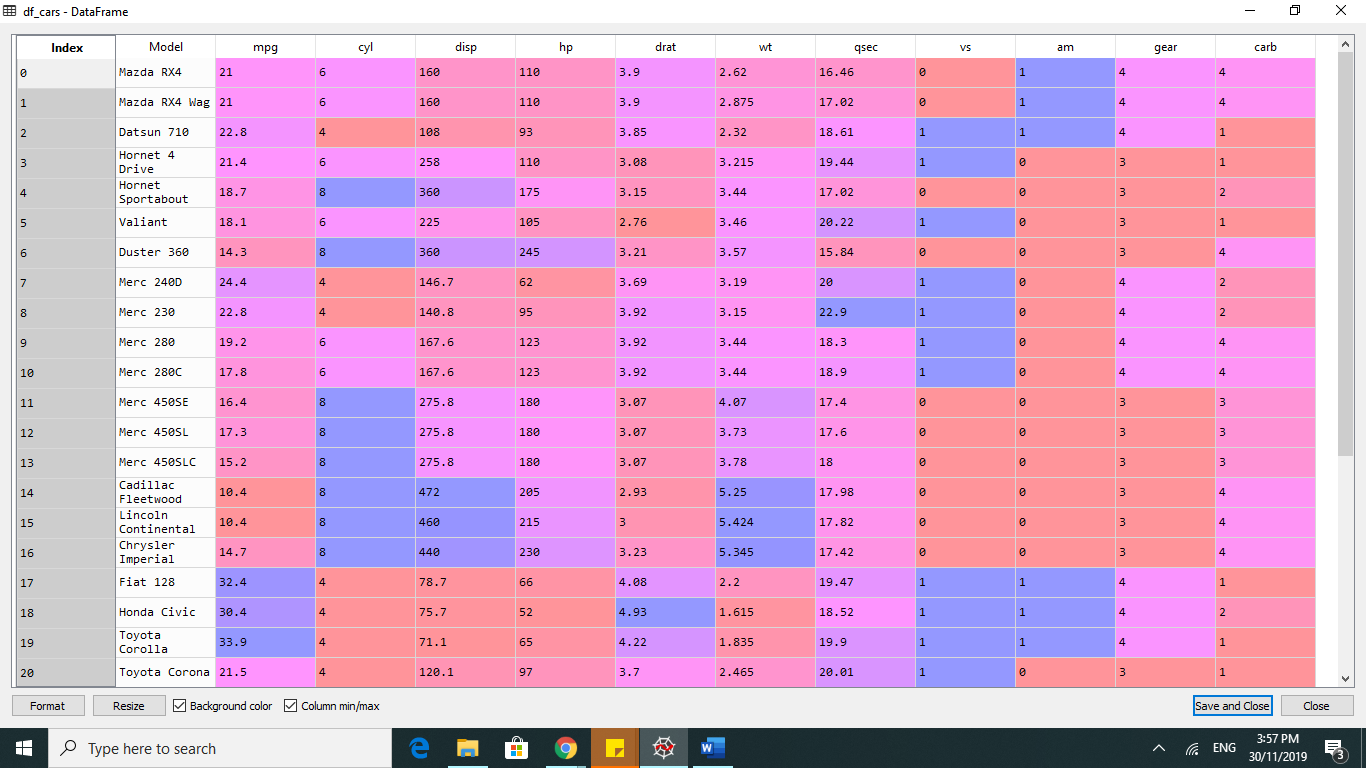 df_cars - DataFrame
Index Model mpg cyl disp hp drat wt qsec vs am gear carb
0 Mazda RX4 21 6 160 110 3.9 2.62 16.46 0 1 4 4
1 Mazda RX4 Wag 21 6 160 110 3.9 2.875 17.02 0 1 4 4
2 Datsun 710 22.8 4 108 93 3.85 2.32 18.61 1 1 4 1
3 Hornet 4 Drive 21.4 6 258 110 3.08 3.215 19.44 1 0 3 1
4 Hornet Sportabout 18.7 8 360 175 3.15 3.44 17.02 0 0 3 2
5 Valiant 18.1 6 225 105 2.76 3.46 20.22 1 0 3 1
6 Duster 360 14.3 8 360 245 3.21 3.57 15.84 0 0 3 4
7 Merc 240D 24.4 4 146.7 62 3.69 3.19 20 1 0 4 2
8 Merc 230 22.8 4 140.8 95 3.92 3.15 22.9 1 0 4 2
9 Merc 280 19.2 6 167.6 123 3.92 3.44 18.3 1 0 4 4
10 Merc 280C 17.8 6 167.6 123 3.92 3.44 18.9 1 0 4 4
11 Merc 450SE 16.4 8 275.8 180 3.07 4.07 17.4 0 0 3 3
12 Merc 450SL 17.3 8 275.8 180 3.07 3.73 17.6 0 0 3 3
13 Merc 450SLC 15.2 8 275.8 180 3.07 3.78 18 0 0 3 3
14 Cadillac Fleetwood 10.4 8 472 205 2.93 5.25 17.98 0 0 3 4
15 Lincoln Continental 10.4 8 460 215 3 5.424 17.82 0 0 3 4
16 Chrysler Imperial 14.7 8 440 230 3.23 5.345 17.42 0 0 3 4
17 Fiat 128 32.4 4 78.7 66 4.08 2.2 19.47 1 1 4 1
18 Honda Civic 30.4 4 75.7 52 4.93 1.615 18.52 1 1 4 2
19 Toyota Corolla 33.9 4 71.1 65 4.22 1.835 19.9 1 1 4 1
20 Toyota Corona 21.5 4 120.1 97 3.7 2.465 20.01 1 0 3 1
Format Resize Background color Column min/max Save and Close Close
Type here to search
ENG
3:57 PM
30/11/2019
3